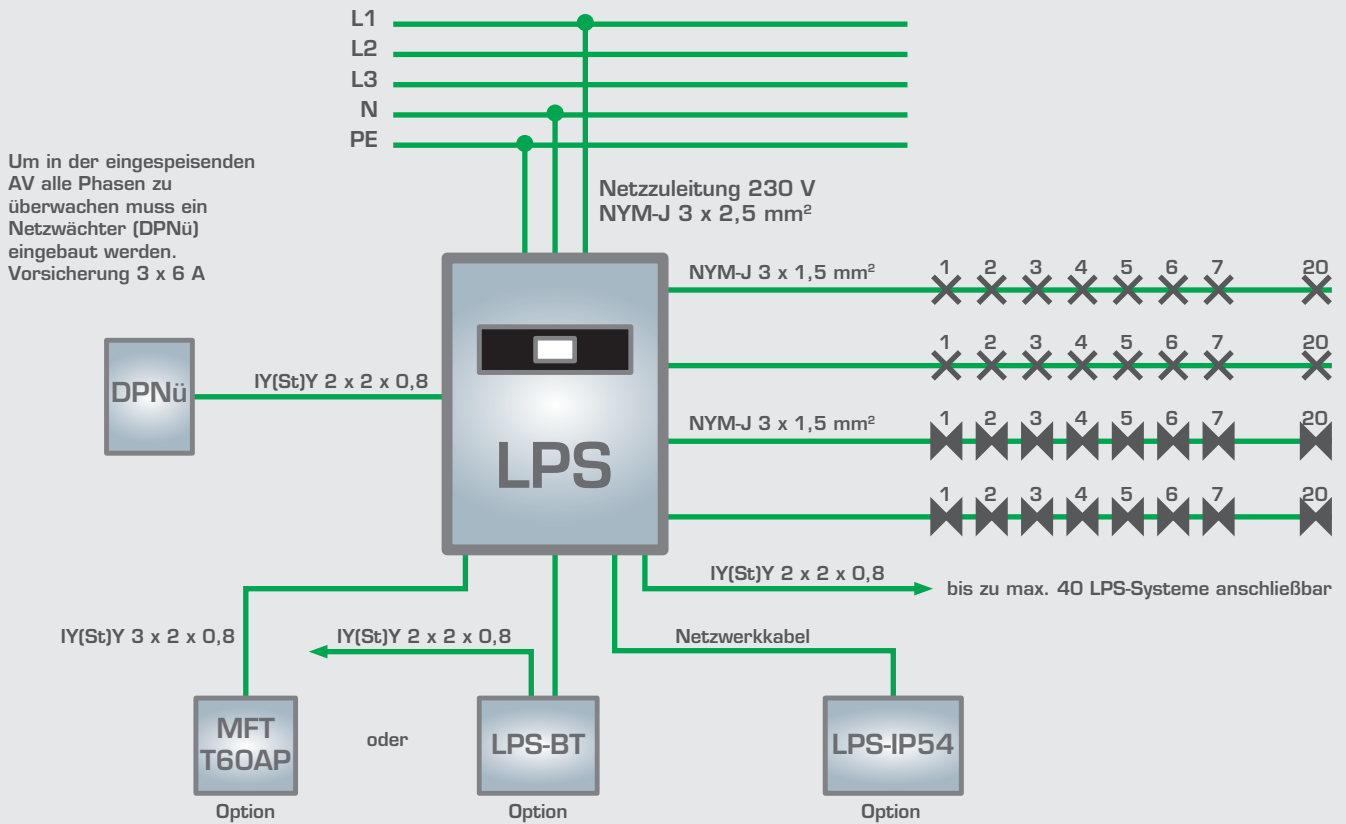 L1
L2
L3
N
PE
Um in der eingespeisenden
AV alle Phasen zu
überwachen muss ein
Netzwächter (DPNü)
eingebaut werden.
Vorsicherung 3 x 6 A
Netzzuleitung 230 V
NYM-J 3 x 2,5 mm²
NYM-J 3 x 1,5 mm²
1 2 3 4 5 6 7 20
1 2 3 4 5 6 7 20
DPNü
IY(St)Y 2 x 2 x 0,8
LPS
NYM-J 3 x 1,5 mm²
1 2 3 4 5 6 7 20
1 2 3 4 5 6 7 20
IY(St)Y 2 x 2 x 0,8
bis zu max. 40 LPS-Systeme anschließbar
IY(St)Y 3 x 2 x 0,8
IY(St)Y 2 x 2 x 0,8
Netzwerkkabel
MFT
T60AP
oder
LPS-BT
LPS-IP54
Option
Option
Option